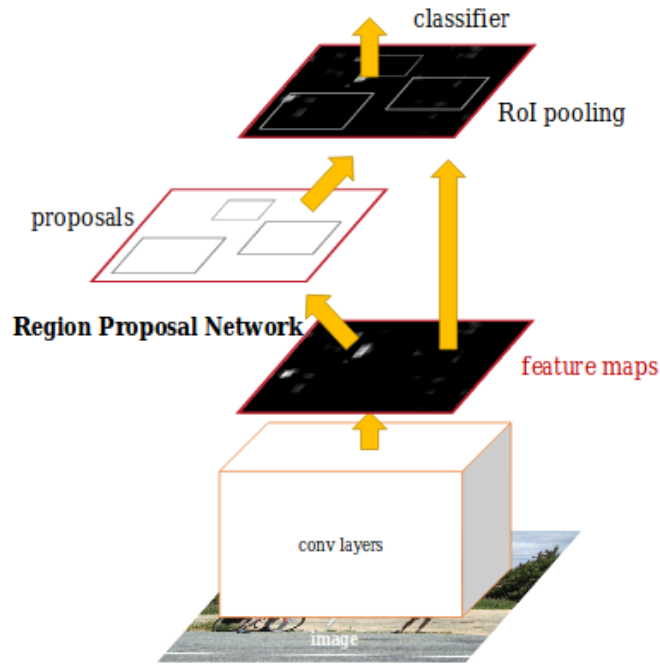 classifier
RoI pooling
proposals
Region Proposal Network
feature maps
conv layers
image